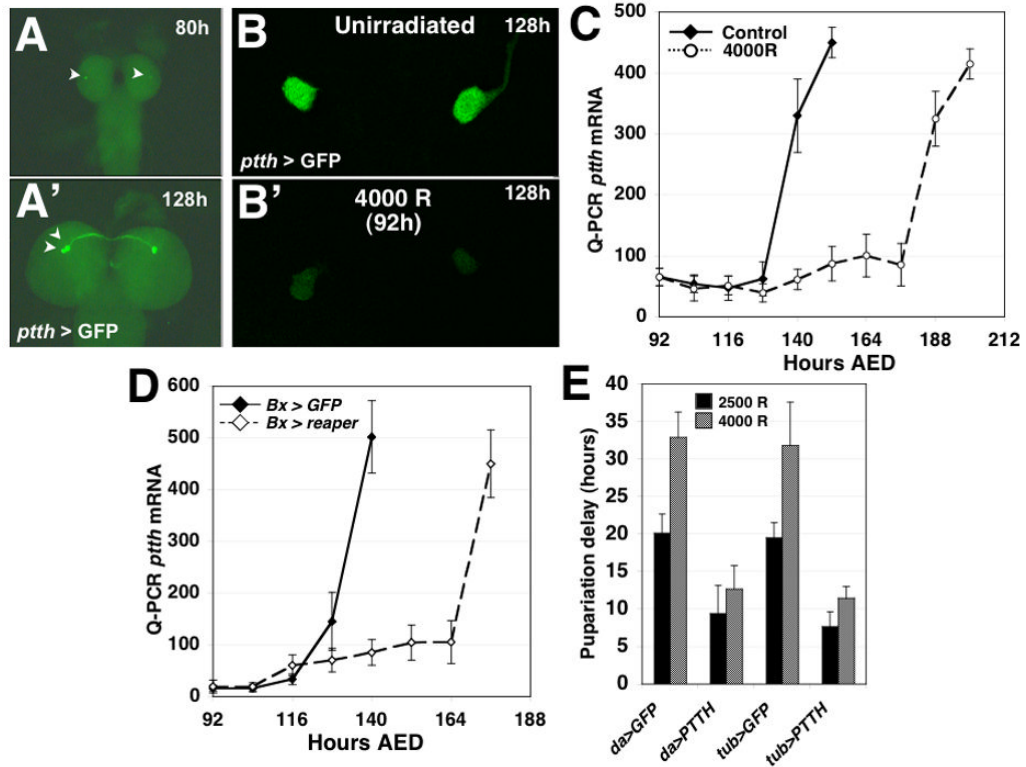 A
80h
A'
128h
ptth > GFP
B
Unirradiated
128h
ptth > GFP
B'
4000 R
(92h)
128h
C
Control
4000R
500
400
300
200
100
0
Q-PCR ptth mRNA
92 116 140 164 188 212
Hours AED
D
Bx > GFP
Bx > reaper
600
500
400
300
200
100
0
Q-PCR ptth mRNA
92 116 140 164 188
Hours AED
E
2500 R
4000 R
40
35
30
25
20
15
10
5
0
Pupariation delay (hours)
da>GFP
da>PTTH
tub>GFP
tub>PTTH